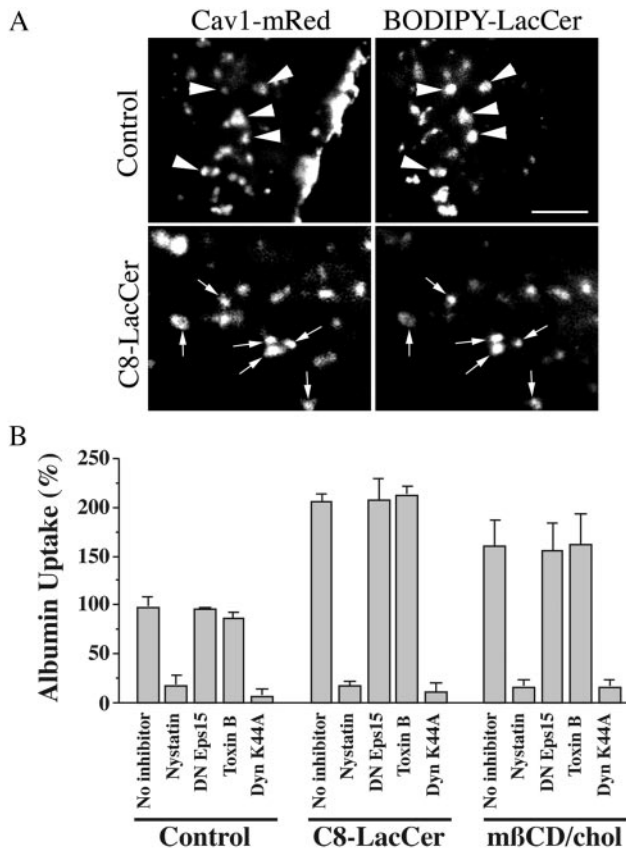 A
Cav1-mRed
BODIPY-LacCer
Control
C8-LacCer
B
Albumin Uptake (%)
250
200
150
100
50
0
No inhibitor
Nystatin
DN Eps15
Toxin B
Dyn K44A
No inhibitor
Nystatin
DN Eps15
Toxin B
Dyn K44A
No inhibitor
Nystatin
DN Eps15
Toxin B
Dyn K44A
Control
C8-LacCer
mßCD/chol